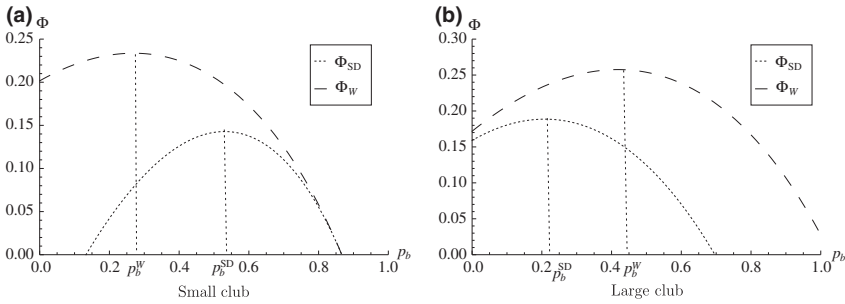 (a)
Φ
0.25
0.20
0.15
0.10
0.05
0.00
0.0 0.2 0.4 0.6 0.8 1.0
p_b^W p_b^SD p_b
Φ_SD
Φ_W
Small club
(b)
Φ
0.30
0.25
0.20
0.15
0.10
0.05
0.00
0.0 0.2 0.4 0.6 0.8 1.0
p_b^SD p_b^W p_b
Φ_SD
Φ_W
Large club